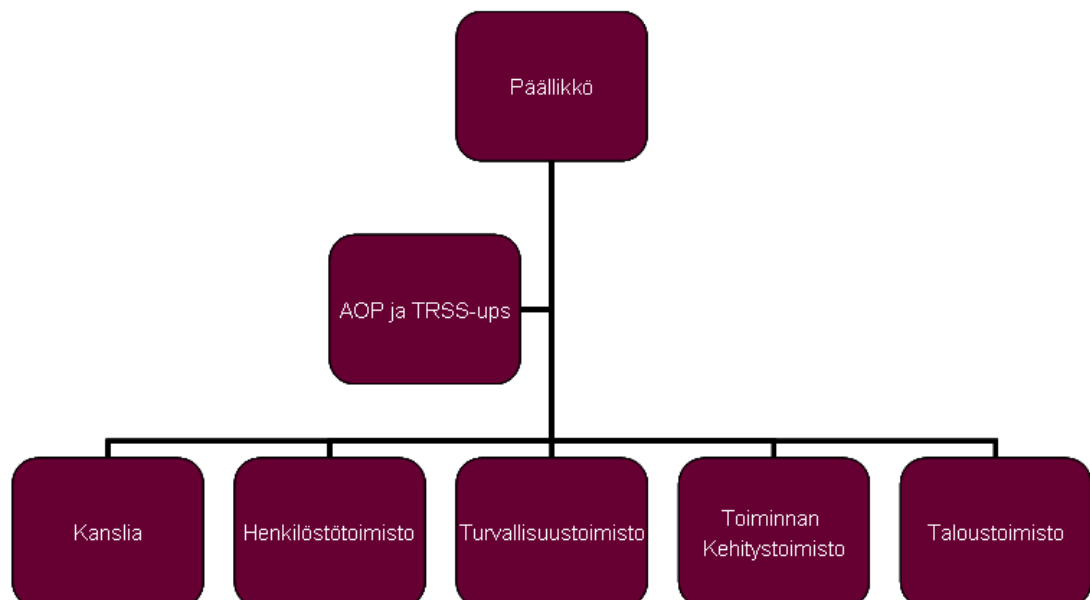 Päällikkö
AOP ja TRSS-ups
Kanslia
Henkilöstötoimisto
Turvallisuustoimisto
Toiminnan
Kehitystoimisto
Taloustoimisto